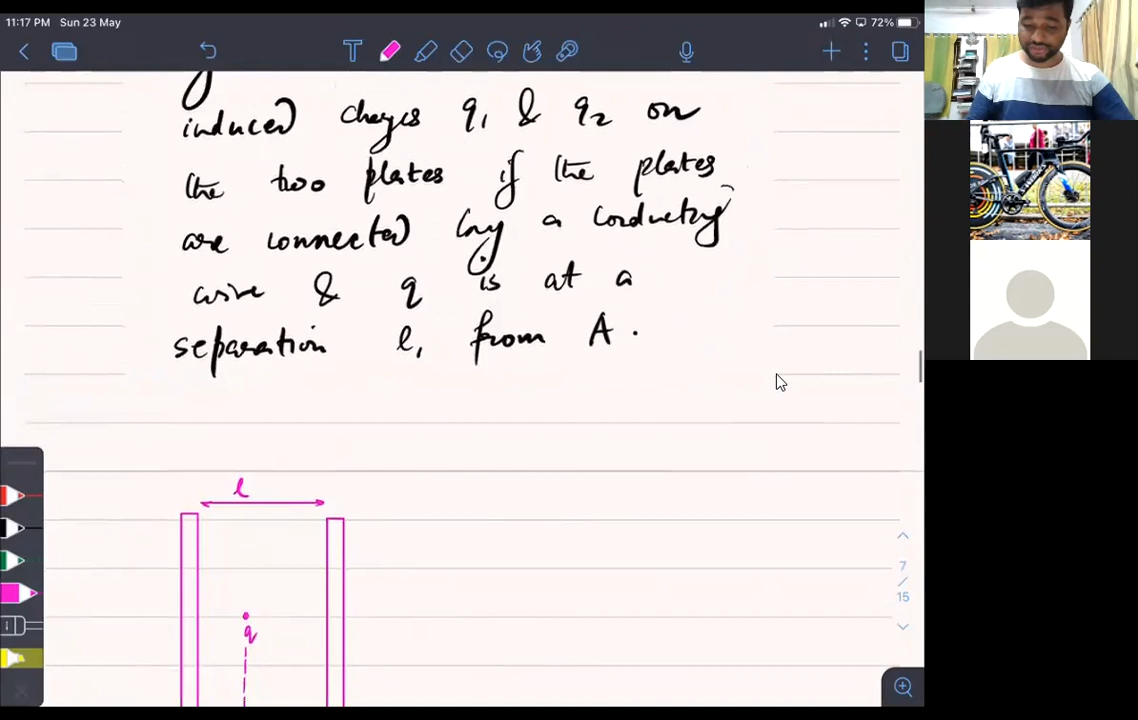 11:17 PM Sun 23 May
72%
induced charges q₁ & q₂ on
the two plates if the plates
are connected by a conducting
wire & q is at a
separation l₁ from A.
l
q
7
/
15